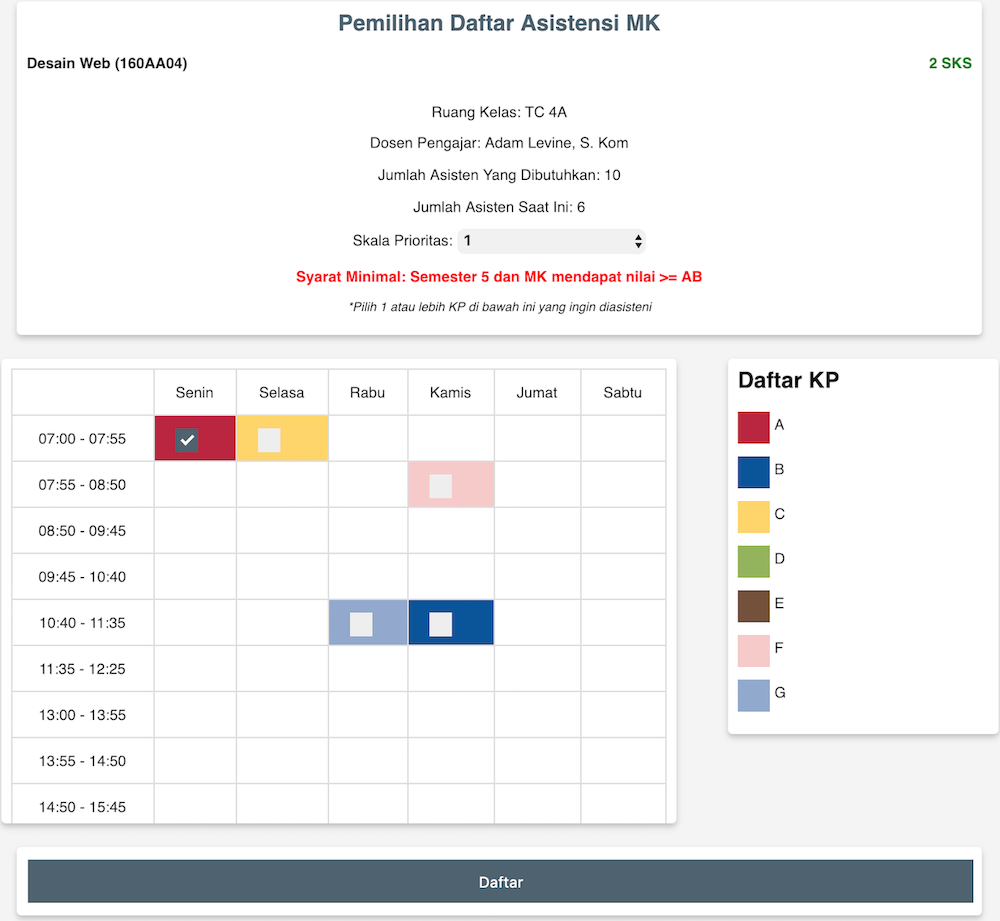 Pemilihan Daftar Asistensi MK
Desain Web (160AA04)
2 SKS
Ruang Kelas: TC 4A
Dosen Pengajar: Adam Levine, S. Kom
Jumlah Asisten Yang Dibutuhkan: 10
Jumlah Asisten Saat Ini: 6
Skala Prioritas: 1
Syarat Minimal: Semester 5 dan MK mendapat nilai >= AB
*Pilih 1 atau lebih KP di bawah ini yang ingin diasisteni
Senin Selasa Rabu Kamis Jumat Sabtu
07:00 - 07:55
07:55 - 08:50
08:50 - 09:45
09:45 - 10:40
10:40 - 11:35
11:35 - 12:25
13:00 - 13:55
13:55 - 14:50
14:50 - 15:45
Daftar KP
A
B
C
D
E
F
G
Daftar